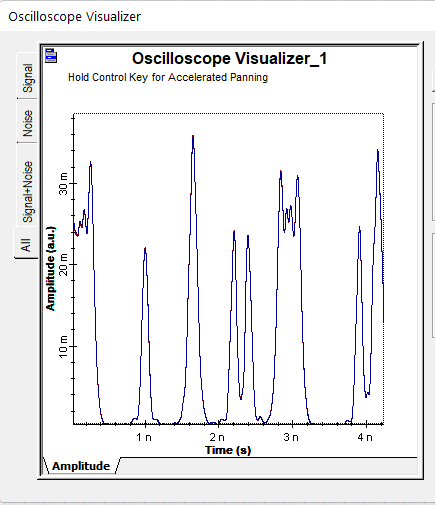 Oscilloscope Visualizer
Oscilloscope Visualizer_1
Hold Control Key for Accelerated Panning
Signal
Noise
Signal+Noise
All
Amplitude (a.u.)
30 m
20 m
10 m
1 n 2 n 3 n 4 n
Time (s)
Amplitude